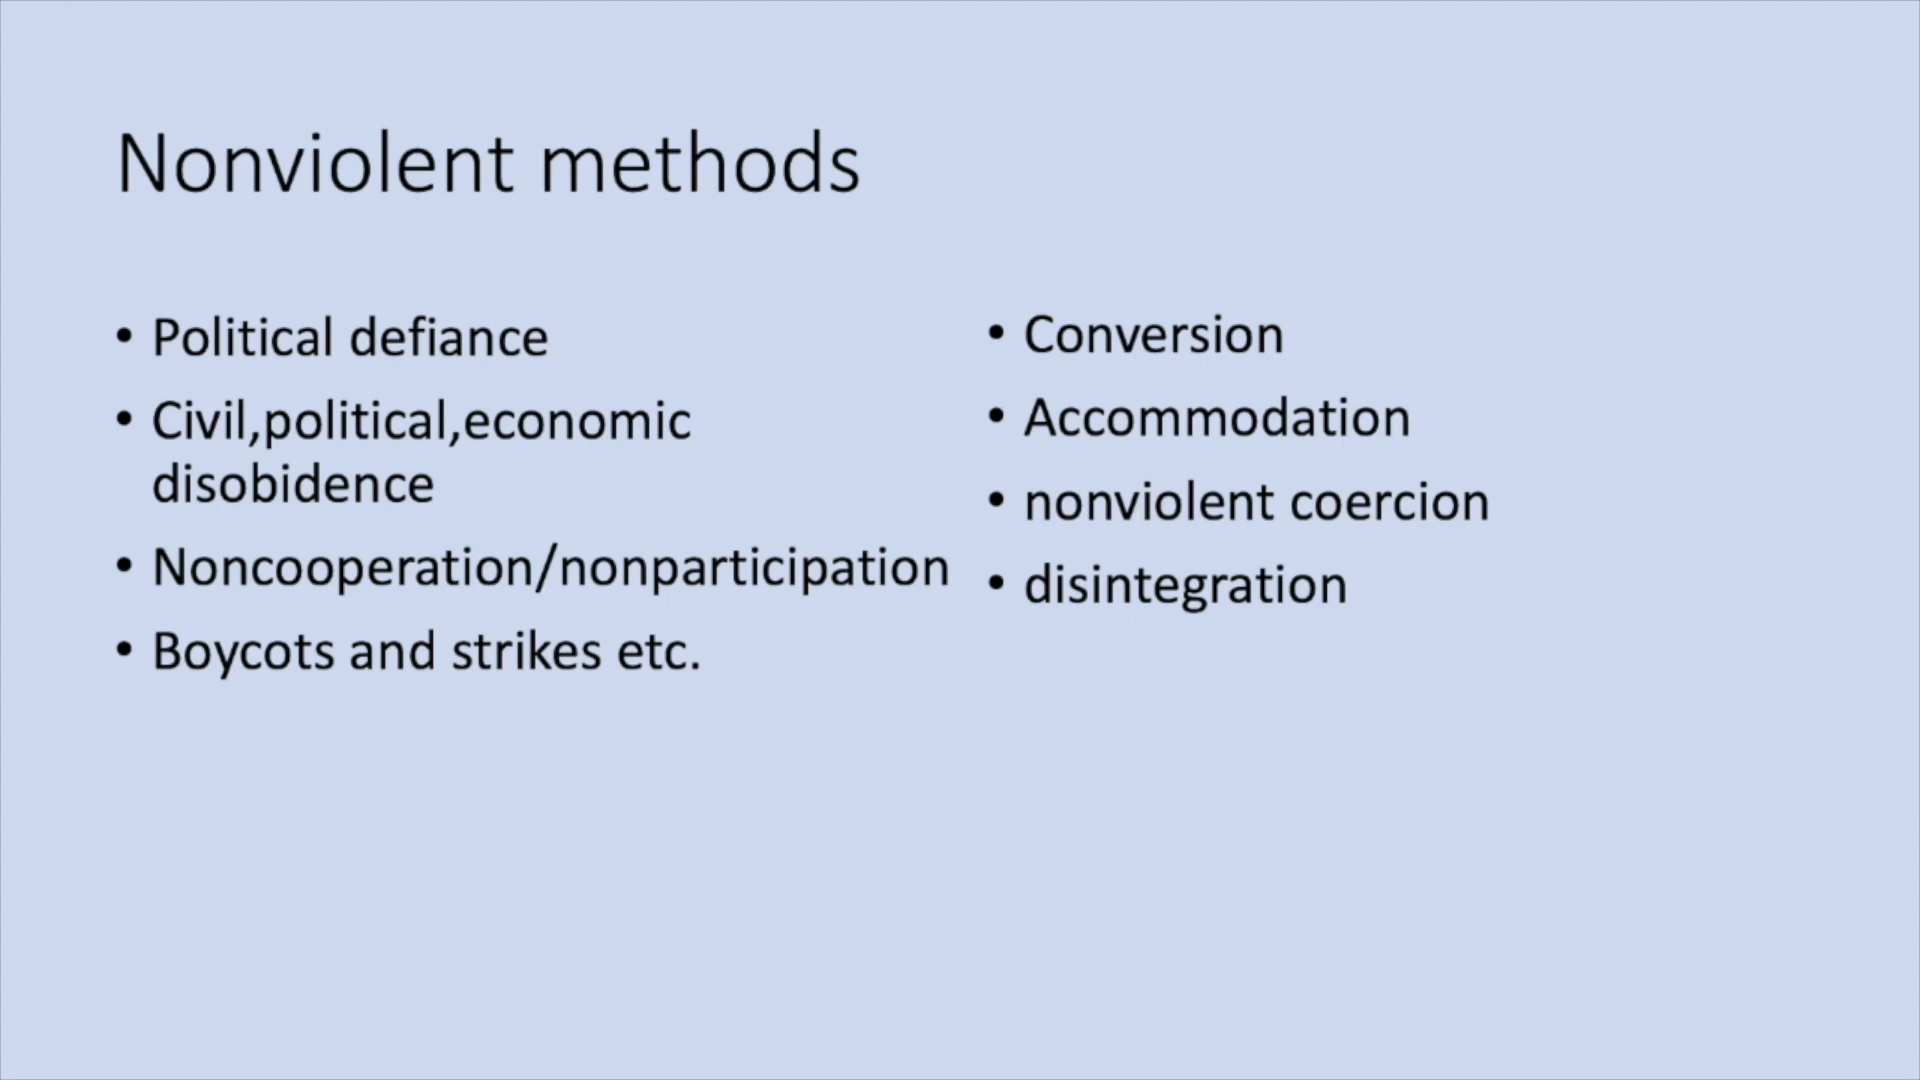 Nonviolent methods
• Political defiance
• Civil,political,economic
disobidence
• Noncooperation/nonparticipation
• Boycots and strikes etc.
• Conversion
• Accommodation
• nonviolent coercion
• disintegration